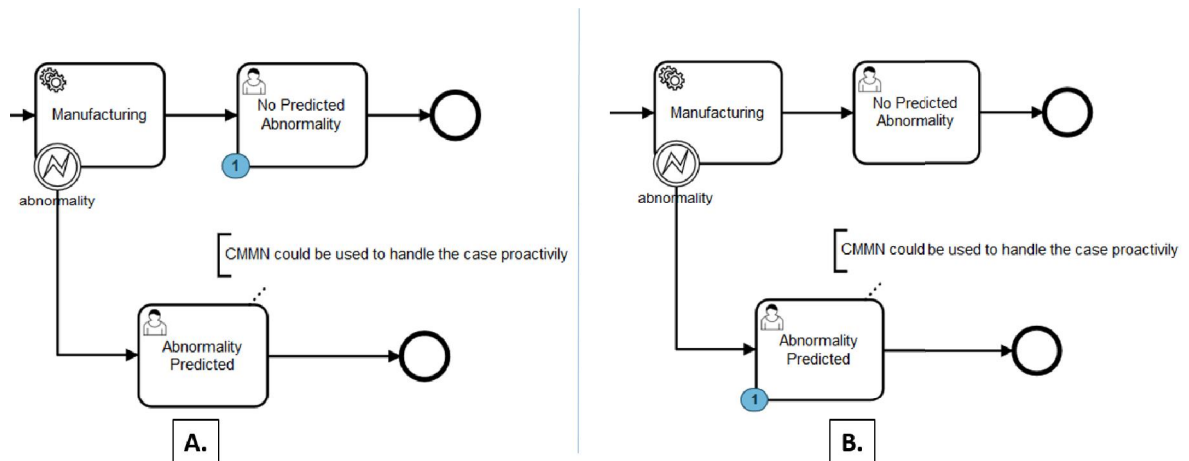 Manufacturing
No Predicted
Abnormality
1
abnormality
CMMN could be used to handle the case proactivily
Abnormality
Predicted
A.
Manufacturing
No Predicted
Abnormality
abnormality
CMMN could be used to handle the case proactivily
Abnormality
Predicted
1
B.